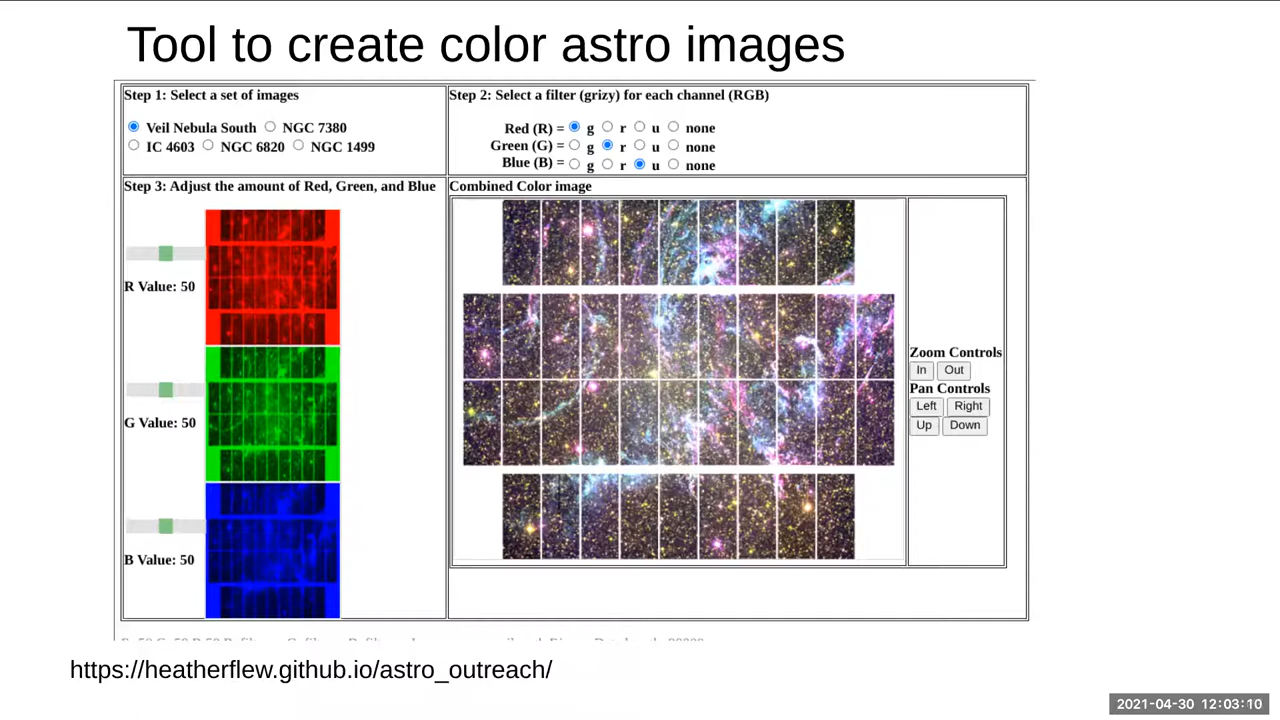 Tool to create color astro images
Step 1: Select a set of images
Veil Nebula South NGC 7380
IC 4603 NGC 6820 NGC 1499
Step 2: Select a filter (grizy) for each channel (RGB)
Red (R) = g r u none
Green (G) = g r u none
Blue (B) = g r u none
Step 3: Adjust the amount of Red, Green, and Blue
R Value: 50
G Value: 50
B Value: 50
Combined Color image
Zoom Controls
In Out
Pan Controls
Left Right
Up Down
https://heatherflew.github.io/astro_outreach/
2021-04-30 12:03:10